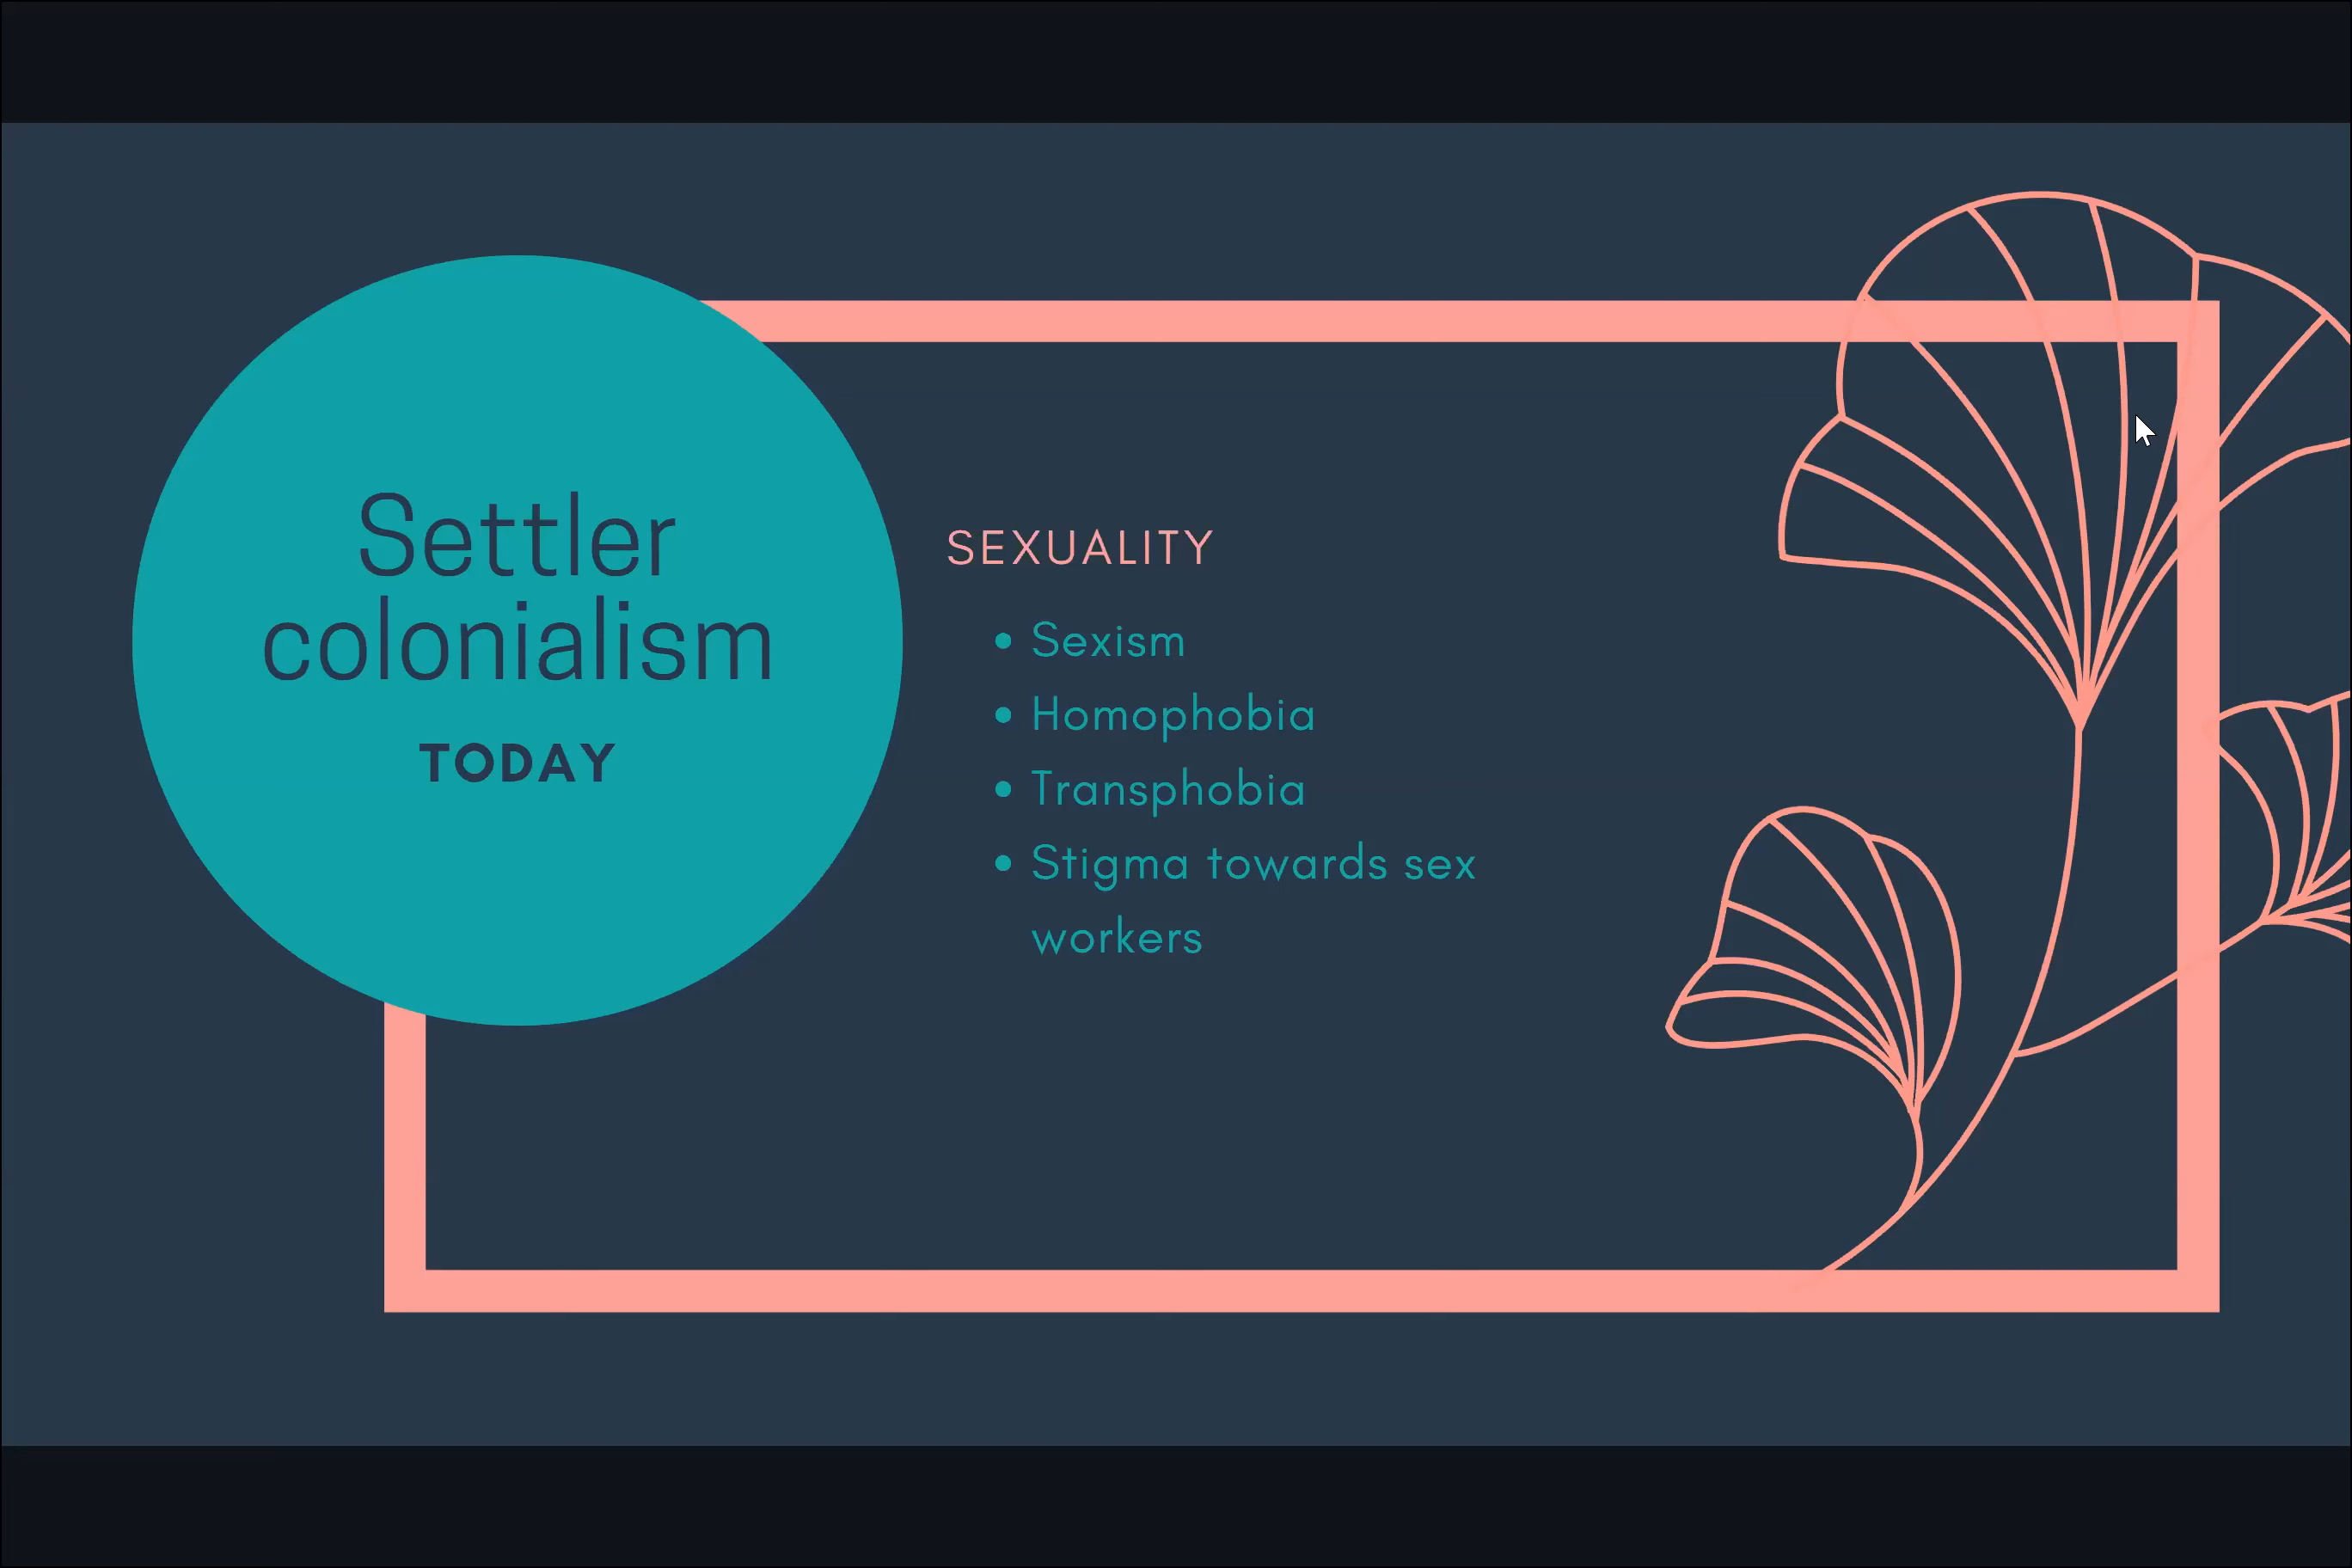 Settler
colonialism
TODAY
SEXUALITY
• Sexism
• Homophobia
• Transphobia
• Stigma towards sex
workers